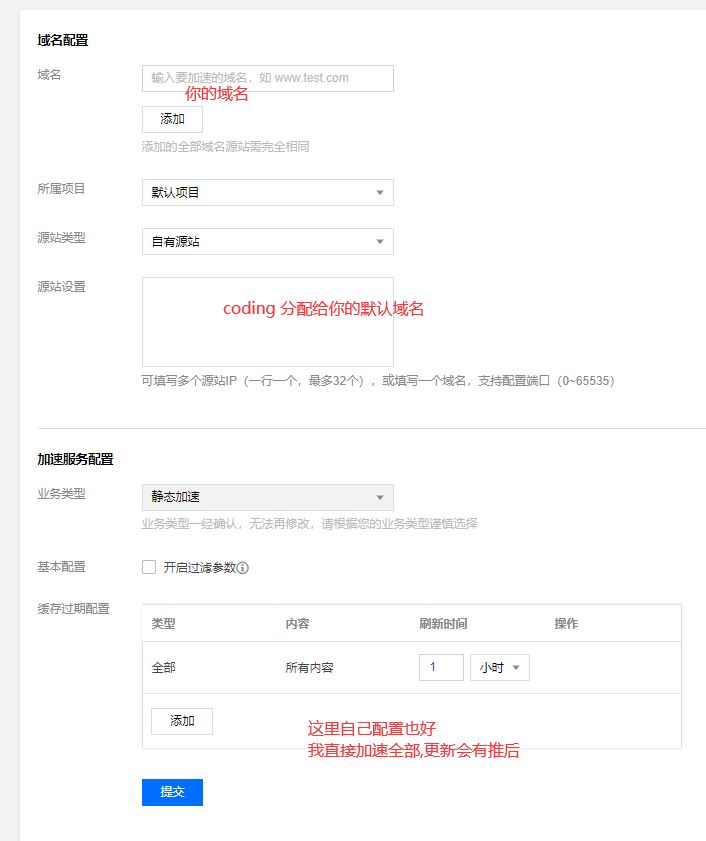 域名配置
域名
输入要加速的域名，如 www.test.com
你的域名
添加
添加的全部域名源站需完全相同
所属项目
默认项目
源站类型
自有源站
源站设置
coding 分配给你的默认域名
可填写多个源站IP（一行一个，最多32个），或填写一个域名，支持配置端口（0~65535）
加速服务配置
业务类型
静态加速
业务类型一经确认，无法再修改，请根据您的业务类型谨慎选择
基本配置
开启过滤参数
缓存过期配置
类型 内容 刷新时间 操作
全部 所有内容 1 小时
添加
这里自己配置也好
我直接加速全部,更新会有推后
提交